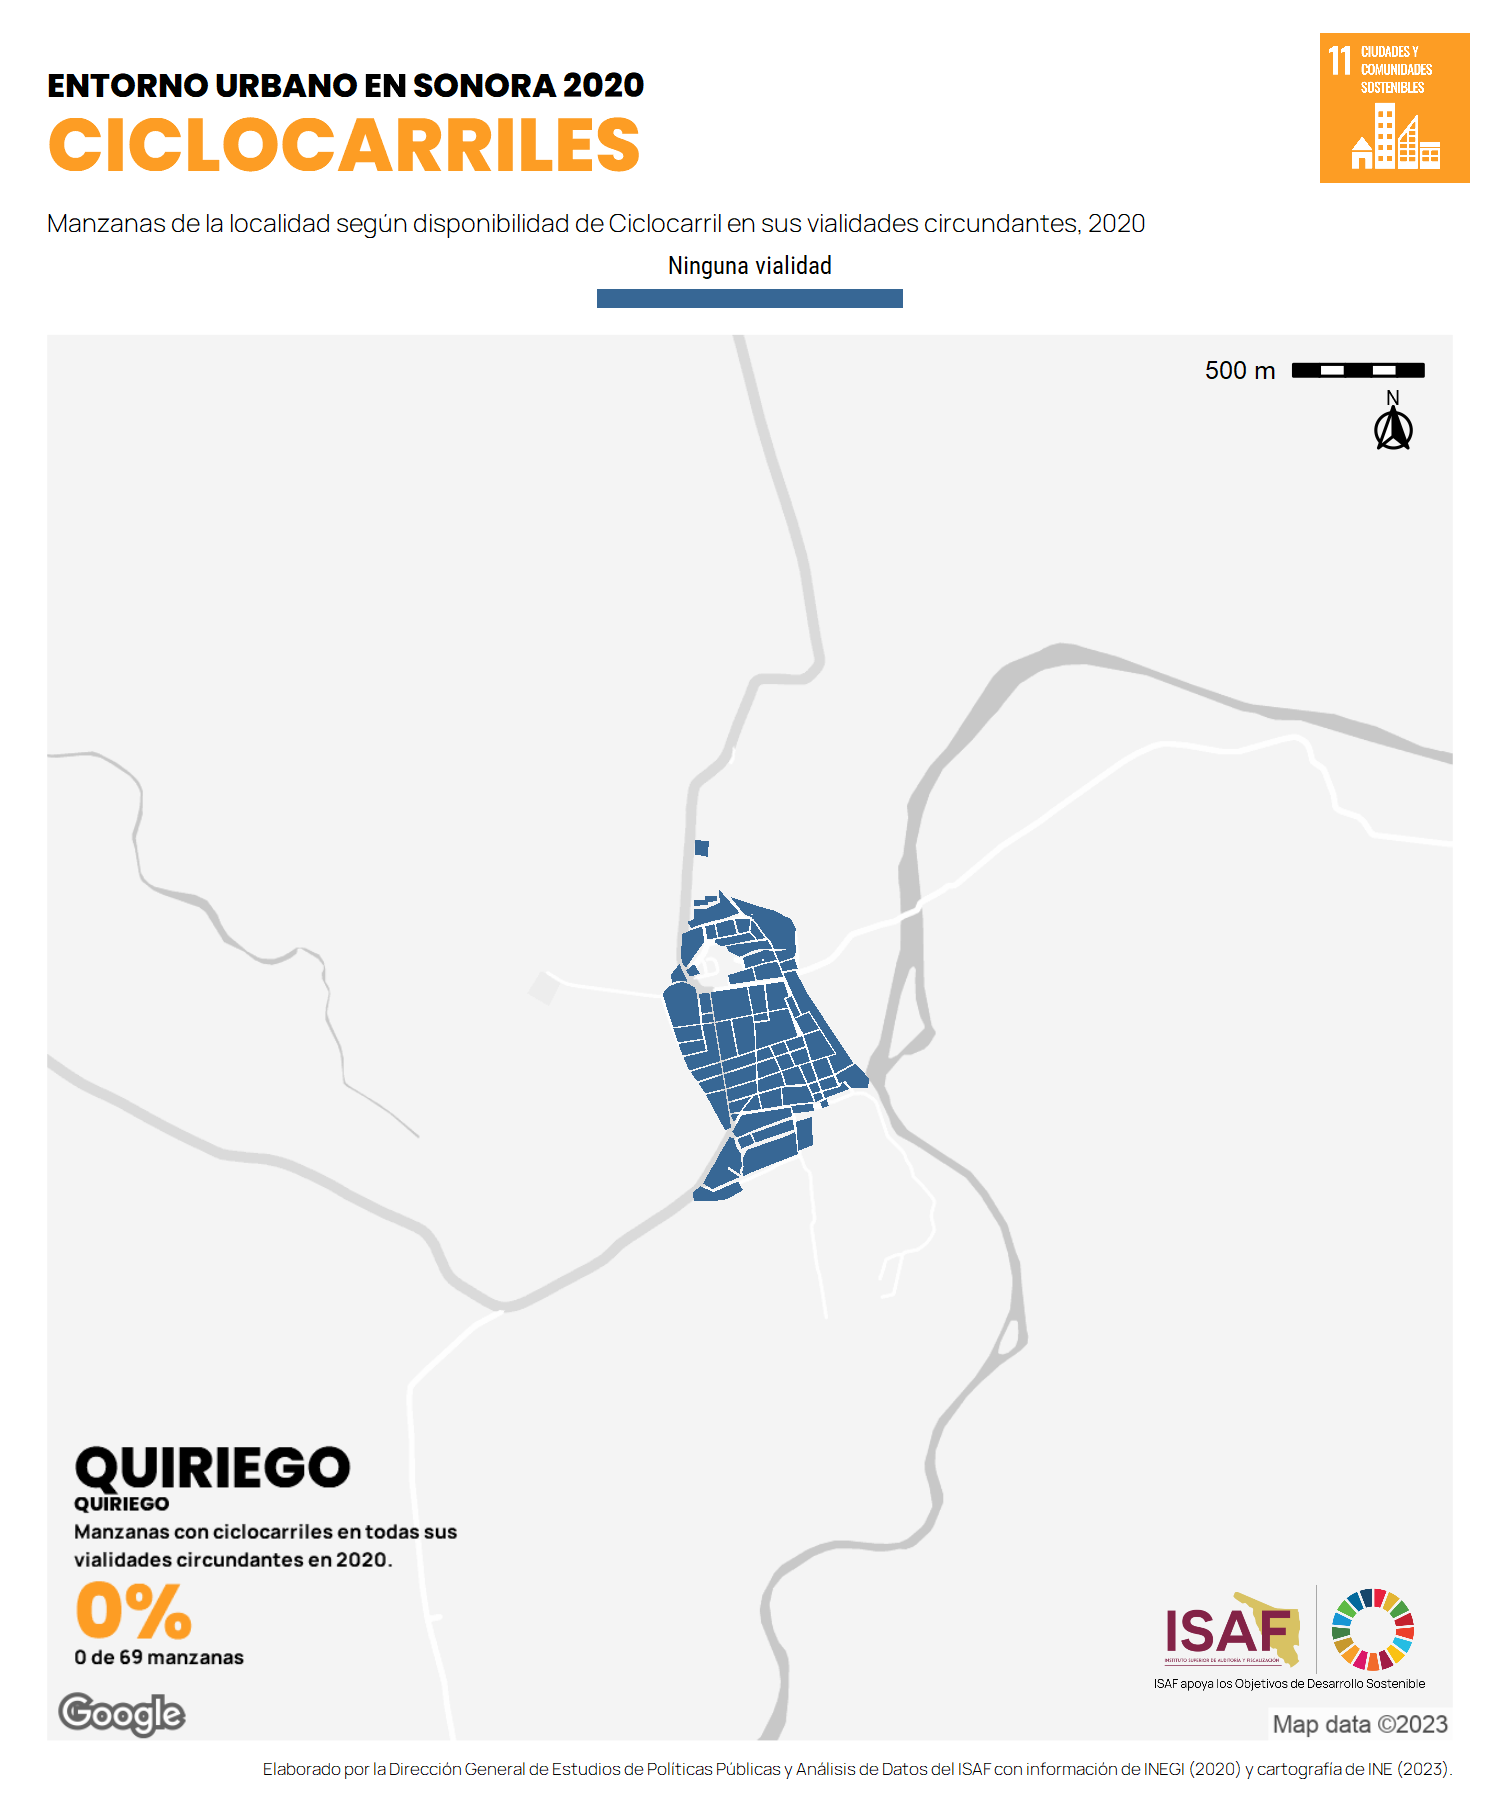 ENTORNO URBANO EN SONORA 2020
CICLOCARRILES
11 CIUDADES Y
COMUNIDADES
SOSTENIBLES
Manzanas de la localidad según disponibilidad de Ciclocarril en sus vialidades circundantes, 2020
Ninguna vialidad
500 m
N
QUIRIEGO
QUIRIEGO
Manzanas con ciclocarriles en todas sus
vialidades circundantes en 2020.
0%
0 de 69 manzanas
Google
ISAF
INSTITUTO SUPERIOR DE AUDITORÍA Y FISCALIZACIÓN
ISAF apoya los Objetivos de Desarrollo Sostenible
Map data ©2023
Elaborado por la Dirección General de Estudios de Políticas Públicas y Análisis de Datos del ISAF con información de INEGI (2020) y cartografía de INE (2023).